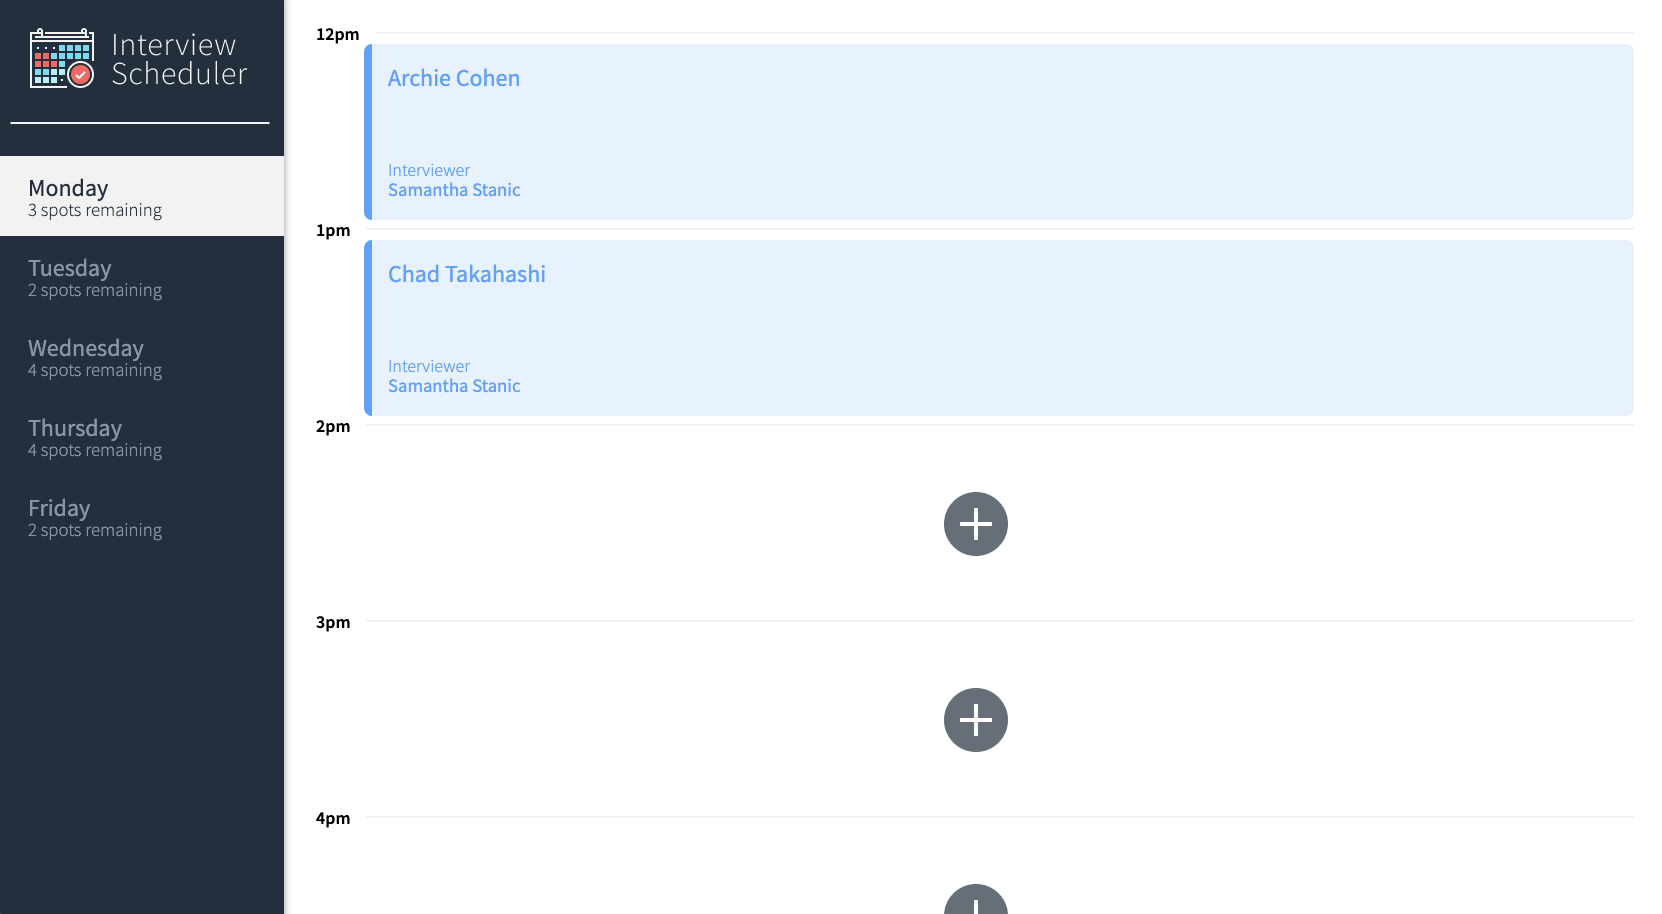 Interview
Scheduler
Monday
3 spots remaining
Tuesday
2 spots remaining
Wednesday
4 spots remaining
Thursday
4 spots remaining
Friday
2 spots remaining
12pm
Archie Cohen
Interviewer
Samantha Stanic
1pm
Chad Takahashi
Interviewer
Samantha Stanic
2pm
3pm
4pm